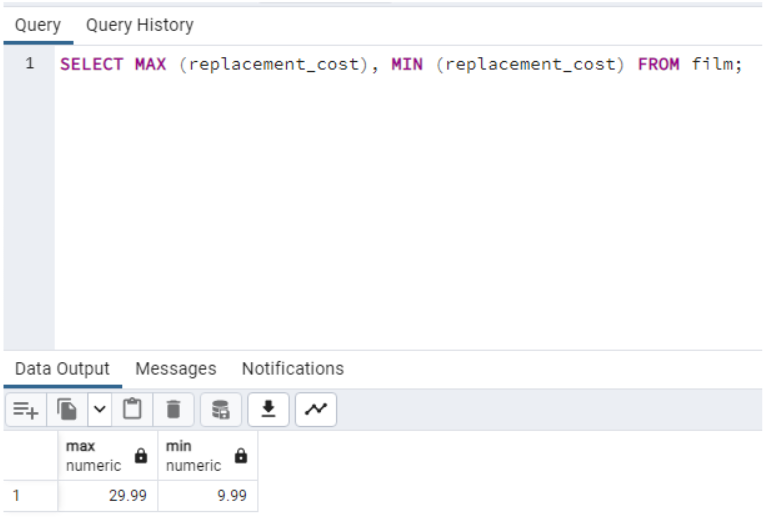 Query Query History
1 SELECT MAX (replacement_cost), MIN (replacement_cost) FROM film;
Data Output Messages Notifications
max min
numeric numeric
1 29.99 9.99